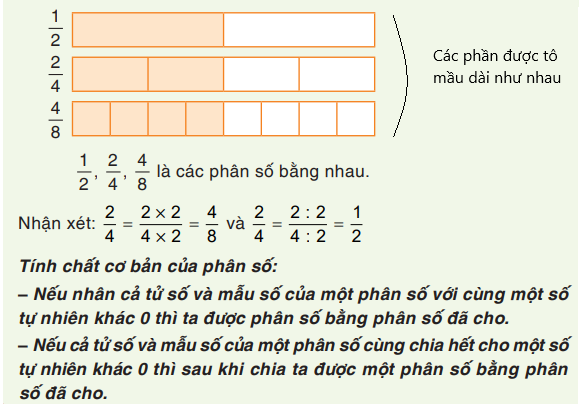 1/2
2/4
4/8
Các phần được tô
mầu dài như nhau
1/2, 2/4, 4/8 là các phân số bằng nhau.
Nhận xét: 2/4 = (2 × 2)/(4 × 2) = 4/8 và 2/4 = (2 : 2)/(4 : 2) = 1/2
Tính chất cơ bản của phân số:
– Nếu nhân cả tử số và mẫu số của một phân số với cùng một số
tự nhiên khác 0 thì ta được phân số bằng phân số đã cho.
– Nếu cả tử số và mẫu số của một phân số cùng chia hết cho một số
tự nhiên khác 0 thì sau khi chia ta được một phân số bằng phân
số đã cho.